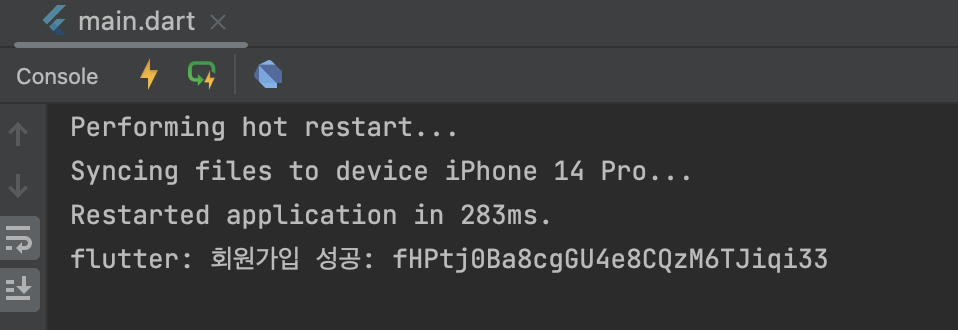 main.dart
Console
Performing hot restart...
Syncing files to device iPhone 14 Pro...
Restarted application in 283ms.
flutter: 회원가입 성공: fHPtj0Ba8cgGU4e8CQzM6TJiqi33